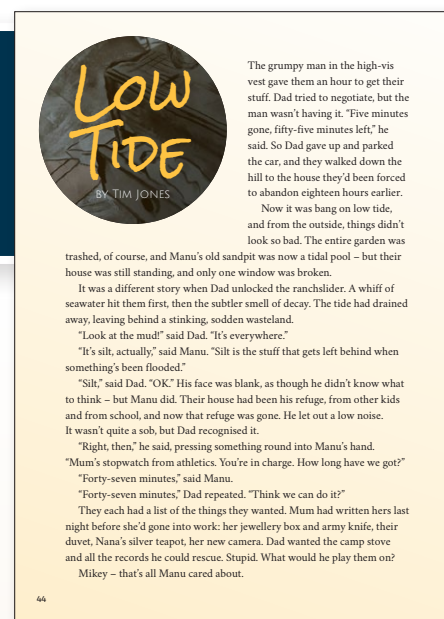 LOW
TIDE
BY TIM JONES
The grumpy man in the high-vis
vest gave them an hour to get their
stuff. Dad tried to negotiate, but the
man wasn’t having it. “Five minutes
gone, fifty-five minutes left,” he
said. So Dad gave up and parked
the car, and they walked down the
hill to the house they’d been forced
to abandon eighteen hours earlier.
Now it was bang on low tide,
and from the outside, things didn’t
look so bad. The entire garden was
trashed, of course, and Manu’s old sandpit was now a tidal pool – but their
house was still standing, and only one window was broken.
It was a different story when Dad unlocked the ranchslider. A whiff of
seawater hit them first, then the subtler smell of decay. The tide had drained
away, leaving behind a stinking, sodden wasteland.
“Look at the mud!” said Dad. “It’s everywhere.”
“It’s silt, actually,” said Manu. “Silt is the stuff that gets left behind when
something’s been flooded.”
“Silt,” said Dad. “OK.” His face was blank, as though he didn’t know what
to think – but Manu did. Their house had been his refuge, from other kids
and from school, and now that refuge was gone. He let out a low noise.
It wasn’t quite a sob, but Dad recognised it.
“Right, then,” he said, pressing something round into Manu’s hand.
“Mum’s stopwatch from athletics. You’re in charge. How long have we got?”
“Forty-seven minutes,” said Manu.
“Forty-seven minutes,” Dad repeated. “Think we can do it?”
They each had a list of the things they wanted. Mum had written hers last
night before she’d gone into work: her jewellery box and army knife, their
duvet, Nana’s silver teapot, her new camera. Dad wanted the camp stove
and all the records he could rescue. Stupid. What would he play them on?
Mikey – that’s all Manu cared about.
44